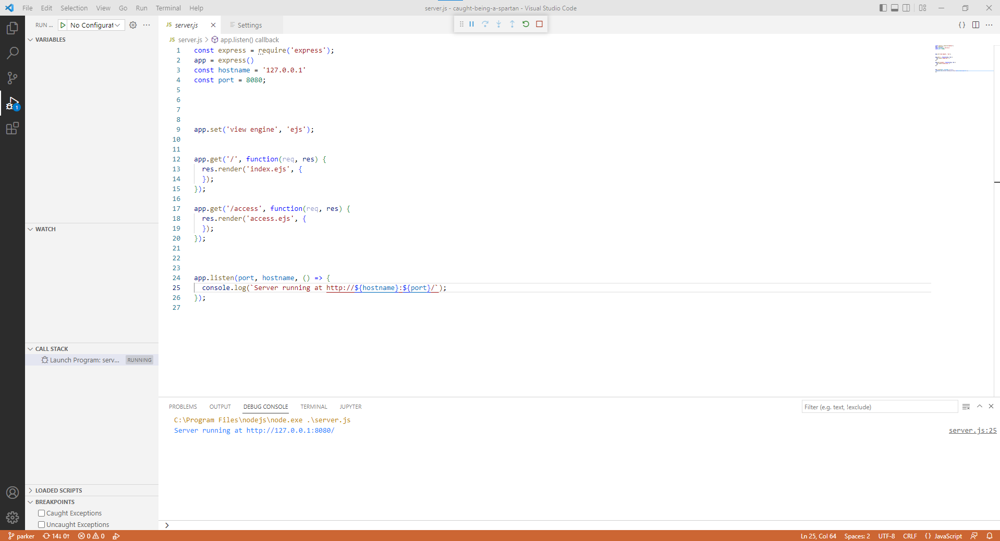 File Edit Selection View Go Run Terminal Help
server.js - caught-being-a-spartan - Visual Studio Code
RUN ... No Configurat
JS server.js Settings
VARIABLES
JS server.js > app.listen() callback
1 const express = require('express');
2 app = express()
3 const hostname = '127.0.0.1'
4 const port = 8080;
5
6
7
8
9 app.set('view engine', 'ejs');
10
11
12 app.get('/', function(req, res) {
13 res.render('index.ejs', {
14 });
15 });
16
17 app.get('/access', function(req, res) {
18 res.render('access.ejs', {
19 });
20 });
21
22
23
24 app.listen(port, hostname, () => {
25 console.log(`Server running at http://${hostname}:${port}/`);
26 });
27
WATCH
CALL STACK
Launch Program: serv... RUNNING
LOADED SCRIPTS
BREAKPOINTS
Caught Exceptions
Uncaught Exceptions
1
PROBLEMS OUTPUT DEBUG CONSOLE TERMINAL JUPYTER
Filter (e.g. text, !exclude)
C:\Program Files\nodejs\node.exe .\server.js
Server running at http://127.0.0.1:8080/ server.js:25
>
parker 14↓ 0↑ 0 0
Ln 25, Col 64 Spaces: 2 UTF-8 CRLF {} JavaScript